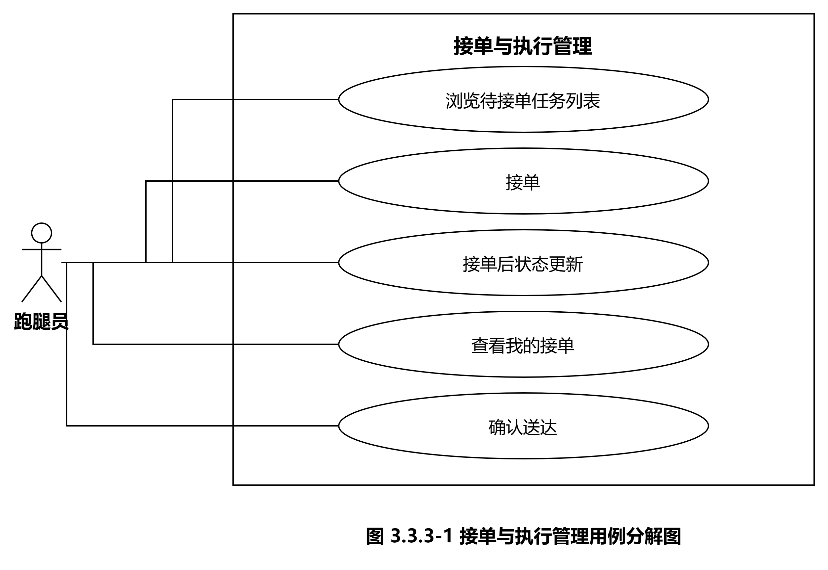 接单与执行管理
浏览待接单任务列表
接单
接单后状态更新
跑腿员
查看我的接单
确认送达
图 3.3.3-1 接单与执行管理用例分解图